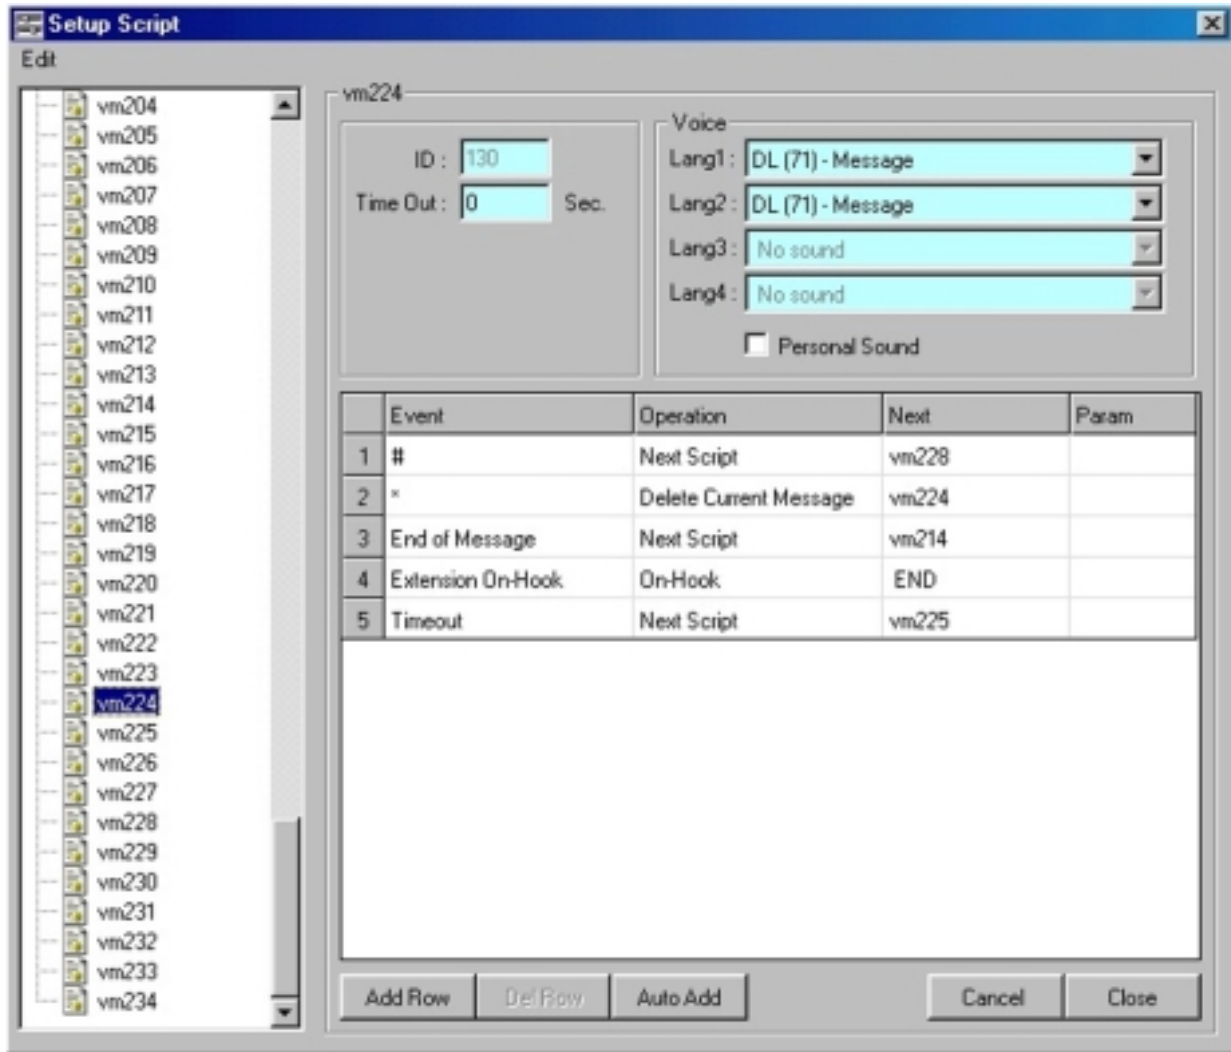 Setup Script
Edit
vm204
vm205
vm206
vm207
vm208
vm209
vm210
vm211
vm212
vm213
vm214
vm215
vm216
vm217
vm218
vm219
vm220
vm221
vm222
vm223
vm224
vm225
vm226
vm227
vm228
vm229
vm230
vm231
vm232
vm233
vm234
vm224
ID : 130
Time Out : 0 Sec.
Voice
Lang1 : DL (71) - Message
Lang2 : DL (71) - Message
Lang3 : No sound
Lang4 : No sound
Personal Sound
Event Operation Next Param
1 # Next Script vm228
2 * Delete Current Message vm224
3 End of Message Next Script vm214
4 Extension On-Hook On-Hook END
5 Timeout Next Script vm225
Add Row Del Row Auto Add Cancel Close